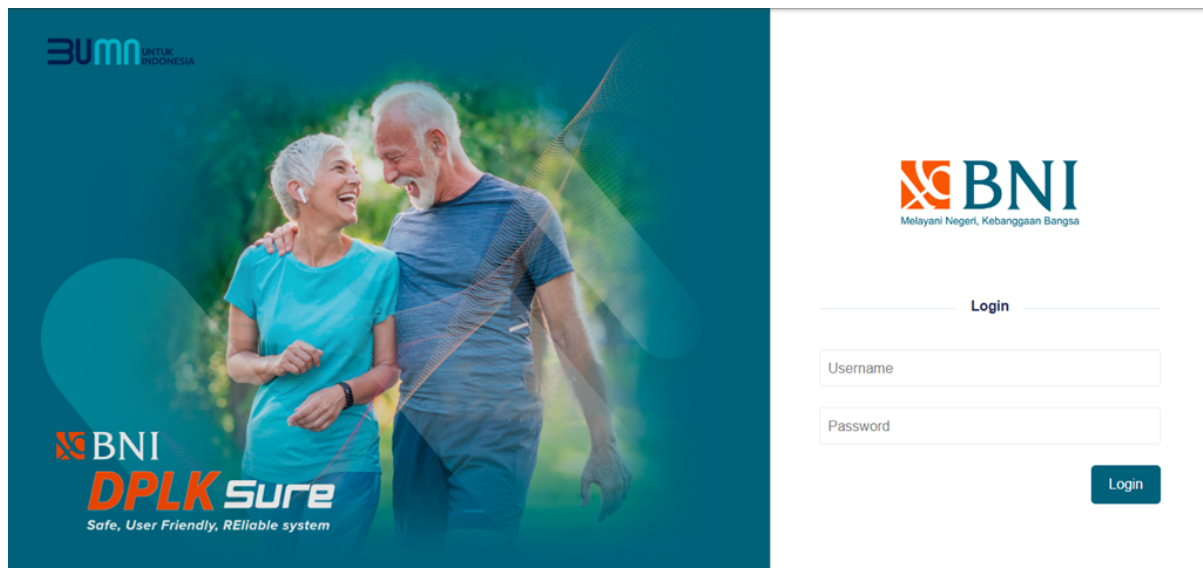 BUMN UNTUK
INDONESIA
BNI
DPLK Sure
Safe, User Friendly, REliable system
BNI
Melayani Negeri, Kebanggaan Bangsa
Login
Username
Password
Login